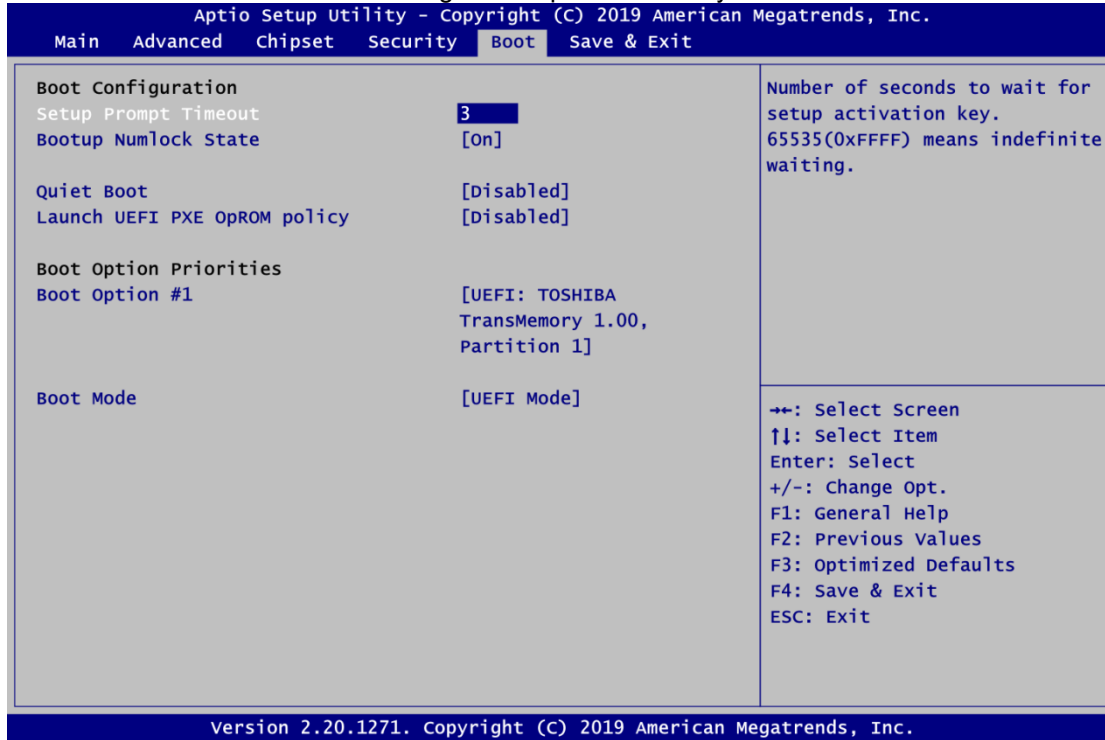 Aptio Setup Utility - Copyright (C) 2019 American Megatrends, Inc.
Main Advanced Chipset Security Boot Save & Exit
Boot Configuration
Setup Prompt Timeout 3
Bootup Numlock State [On]
Quiet Boot [Disabled]
Launch UEFI PXE OpROM policy [Disabled]
Boot Option Priorities
Boot Option #1 [UEFI: TOSHIBA
TransMemory 1.00,
Partition 1]
Boot Mode [UEFI Mode]
Number of seconds to wait for
setup activation key.
65535(0xFFFF) means indefinite
waiting.
→←: Select Screen
↑↓: Select Item
Enter: Select
+/-: Change Opt.
F1: General Help
F2: Previous Values
F3: Optimized Defaults
F4: Save & Exit
ESC: Exit
Version 2.20.1271. Copyright (C) 2019 American Megatrends, Inc.